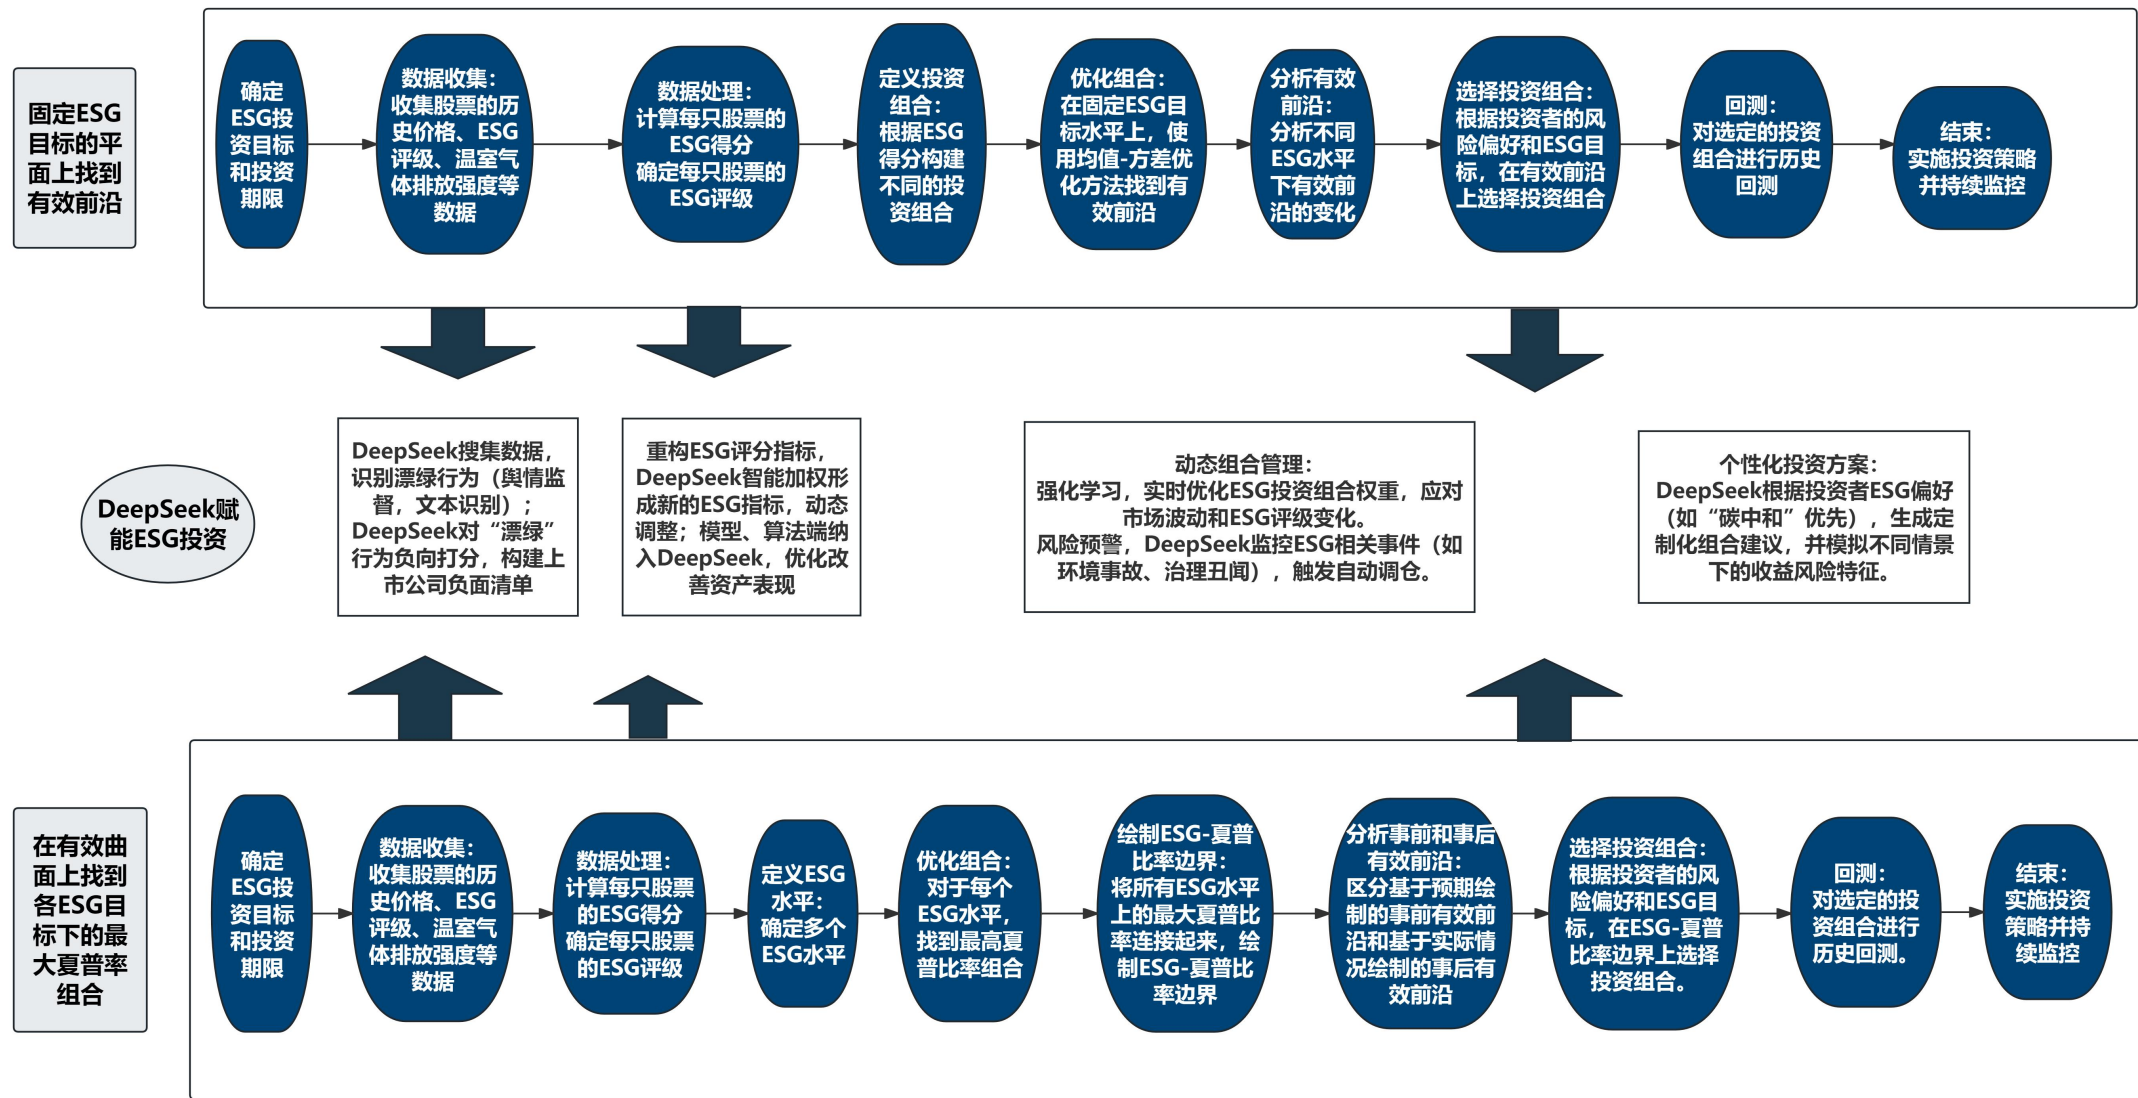 固定ESG
目标的平
面上找到
有效前沿
确定
ESG投
资目标
和投资
期限
数据收集：
收集股票的历
史价格、ESG
评级、温室气
体排放强度等
数据
数据处理：
计算每只股票的
ESG得分
确定每只股票的
ESG评级
定义投资
组合：
根据ESG
得分构建
不同的投
资组合
优化组合：
在固定ESG目
标水平上，使
用均值-方差优
化方法找到有
效前沿
分析有效
前沿：
分析不同
ESG水平
下有效前
沿的变化
选择投资组合：
根据投资者的风
险偏好和ESG目
标，在有效前沿
上选择投资组合
回测：
对选定的投资
组合进行历史
回测
结束：
实施投资策略
并持续监控
DeepSeek赋
能ESG投资
DeepSeek搜集数据，
识别漂绿行为（舆情监
督，文本识别）；
DeepSeek对“漂绿”
行为负向打分，构建上
市公司负面清单
重构ESG评分指标，
DeepSeek智能加权形
成新的ESG指标，动态
调整；模型、算法端纳
入DeepSeek，优化改
善资产表现
动态组合管理：
强化学习，实时优化ESG投资组合权重，应对
市场波动和ESG评级变化。
风险预警，DeepSeek监控ESG相关事件（如
环境事故、治理丑闻），触发自动调仓。
个性化投资方案：
DeepSeek根据投资者ESG偏好
（如“碳中和”优先），生成定
制化组合建议，并模拟不同情景
下的收益风险特征。
在有效曲
面上找到
各ESG目
标下的最
大夏普率
组合
确定
ESG投
资目标
和投资
期限
数据收集：
收集股票的历
史价格、ESG
评级、温室气
体排放强度等
数据
数据处理：
计算每只股票
的ESG得分
确定每只股票
的ESG评级
定义ESG
水平：
确定多个
ESG水平
优化组合：
对于每个
ESG水平，
找到最高夏
普比率组合
绘制ESG-夏普
比率边界：
将所有ESG水平
上的最大夏普比
率连接起来，绘
制ESG-夏普比
率边界
分析事前和事后
有效前沿：
区分基于预期绘
制的事前有效前
沿和基于实际情
况绘制的事后有
效前沿
选择投资组合：
根据投资者的风
险偏好和ESG目
标，在ESG-夏普
比率边界上选择
投资组合。
回测：
对选定的投
资组合进行
历史回测。
结束：
实施投资
策略并持
续监控